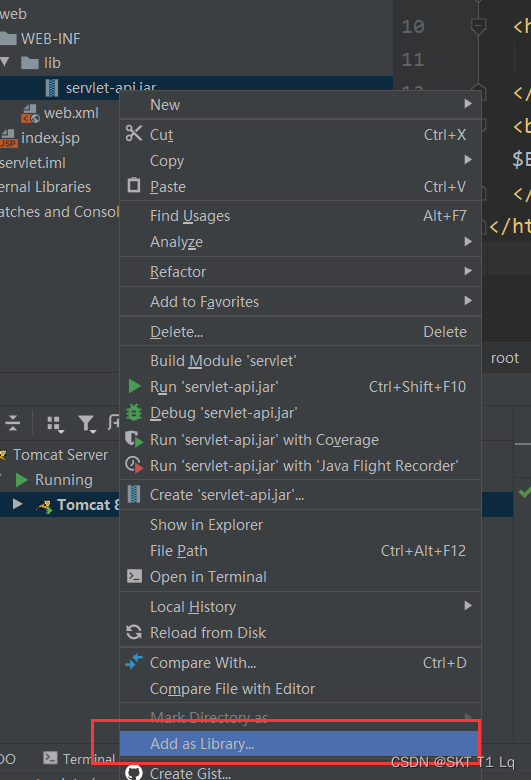 web
WEB-INF
lib
servlet-api.jar
web.xml
index.jsp
servlet.iml
ernal Libraries
atches and Consol
10 <h
11
</
<b
$E
</
</ht
New
Cut Ctrl+X
Copy
Paste Ctrl+V
Find Usages Alt+F7
Analyze
Refactor
Add to Favorites
Delete... Delete
Build Module 'servlet'
Run 'servlet-api.jar' Ctrl+Shift+F10
Debug 'servlet-api.jar'
Run 'servlet-api.jar' with Coverage
Run 'servlet-api.jar' with 'Java Flight Recorder'
Create 'servlet-api.jar'...
Show in Explorer
File Path Ctrl+Alt+F12
Open in Terminal
Local History
Reload from Disk
Compare With... Ctrl+D
Compare File with Editor
Mark Directory as
Add as Library...
Create Gist...
root
Tomcat Server
Running
Tomcat 8
DO Terminal
CSDN @SKT_T1_Lq